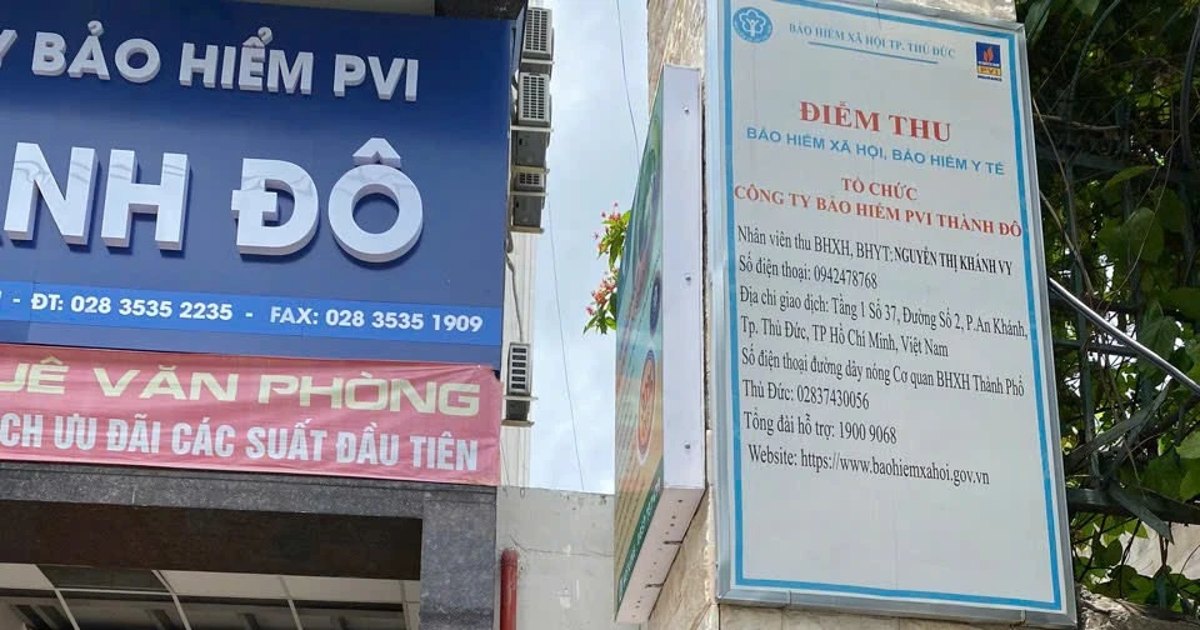 Y BẢO HIỂM PVI
ANH ĐÔ
- ĐT: 028 3535 2235 - FAX: 028 3535 1909
UÊ VĂN PHÒNG
CH ƯU ĐÃI CÁC SUẤT ĐẦU TIÊN
BẢO HIỂM XÃ HỘI TP. THỦ ĐỨC
PVI
ĐIỂM THU
BẢO HIỂM XÃ HỘI, BẢO HIỂM Y TẾ
TỔ CHỨC
CÔNG TY BẢO HIỂM PVI THÀNH ĐÔ
Nhân viên thu BHXH, BHYT: NGUYỄN THỊ KHÁNH VY
Số điện thoại: 0942478768
Địa chỉ giao dịch: Tầng 1 Số 37, Đường Số 2, P.An Khánh,
Tp. Thủ Đức, TP Hồ Chí Minh, Việt Nam
Số điện thoại đường dây nóng Cơ quan BHXH Thành Phố
Thủ Đức: 02837430056
Tổng đài hỗ trợ: 1900 9068
Website: https://www.baohiemxahoi.gov.vn